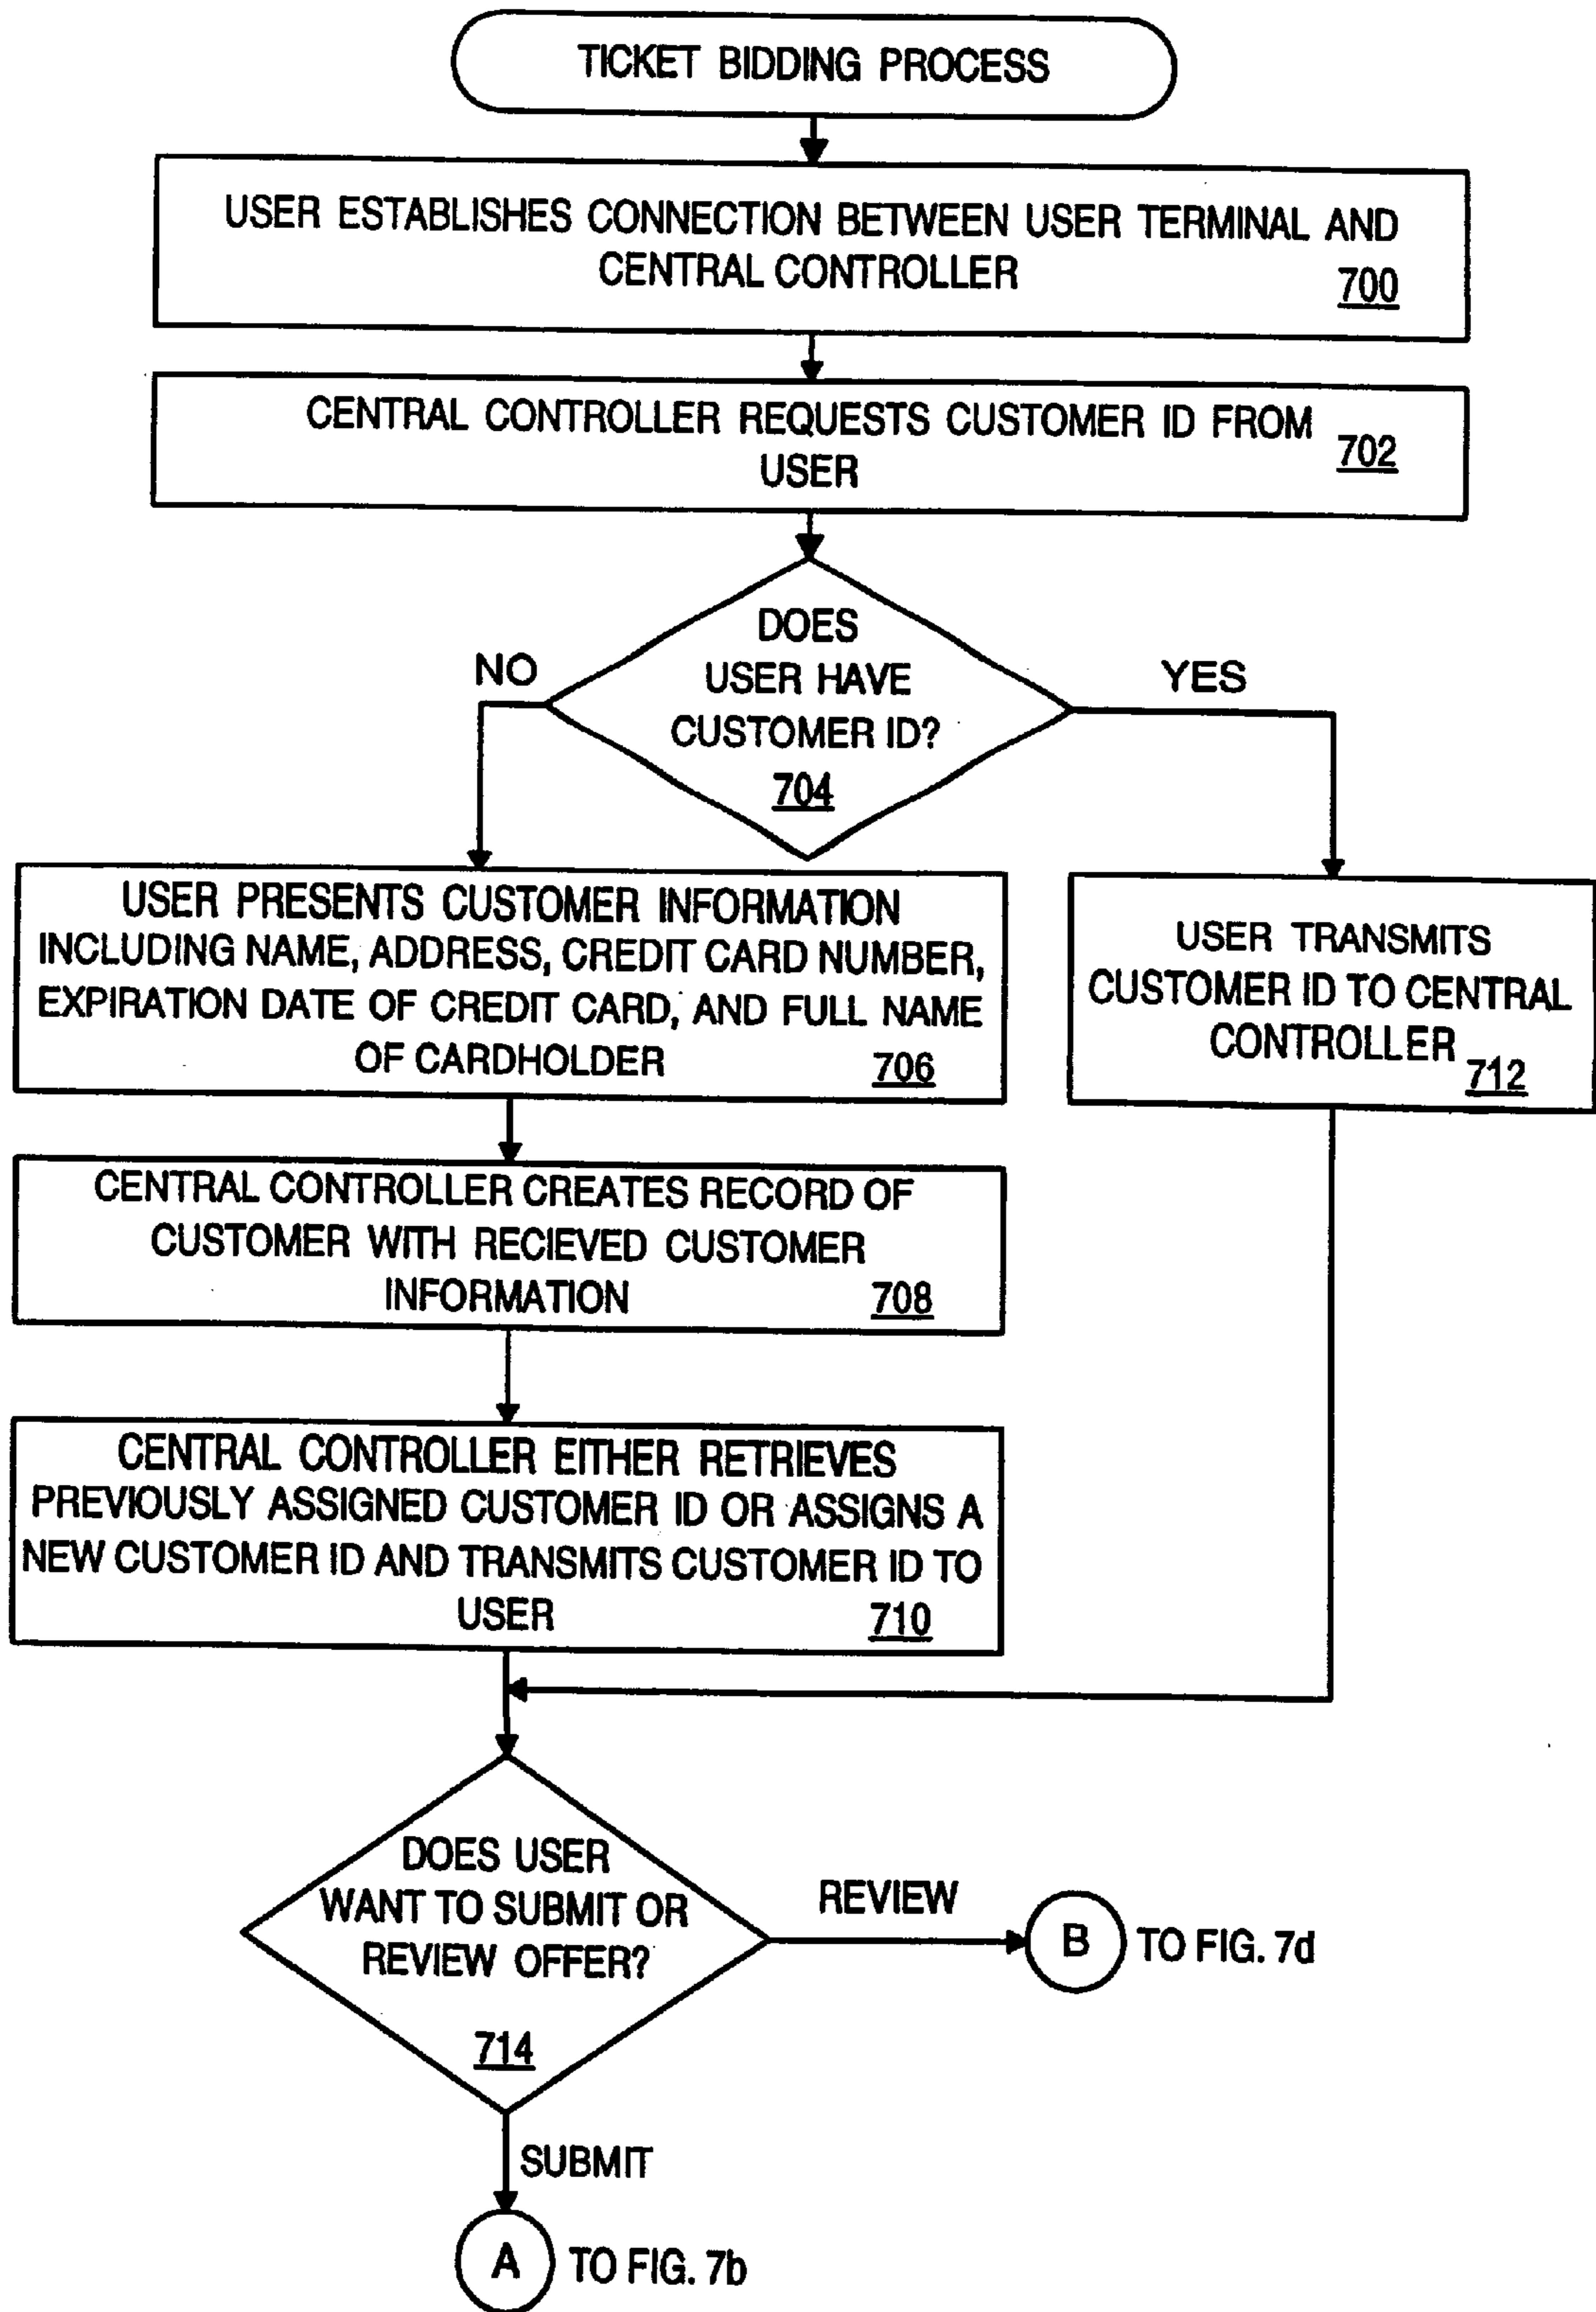 TICKET BIDDING PROCESS
USER ESTABLISHES CONNECTION BETWEEN USER TERMINAL AND
CENTRAL CONTROLLER
700
CENTRAL CONTROLLER REQUESTS CUSTOMER ID FROM
USER
702
DOES
USER HAVE
CUSTOMER ID?
704
NO
YES
USER PRESENTS CUSTOMER INFORMATION
INCLUDING NAME, ADDRESS, CREDIT CARD NUMBER,
EXPIRATION DATE OF CREDIT CARD, AND FULL NAME
OF CARDHOLDER
706
USER TRANSMITS
CUSTOMER ID TO CENTRAL
CONTROLLER
712
CENTRAL CONTROLLER CREATES RECORD OF
CUSTOMER WITH RECIEVED CUSTOMER
INFORMATION
708
CENTRAL CONTROLLER EITHER RETRIEVES
PREVIOUSLY ASSIGNED CUSTOMER ID OR ASSIGNS A
NEW CUSTOMER ID AND TRANSMITS CUSTOMER ID TO
USER
710
DOES USER
WANT TO SUBMIT OR
REVIEW OFFER?
714
REVIEW
B TO FIG. 7d
SUBMIT
A TO FIG. 7b